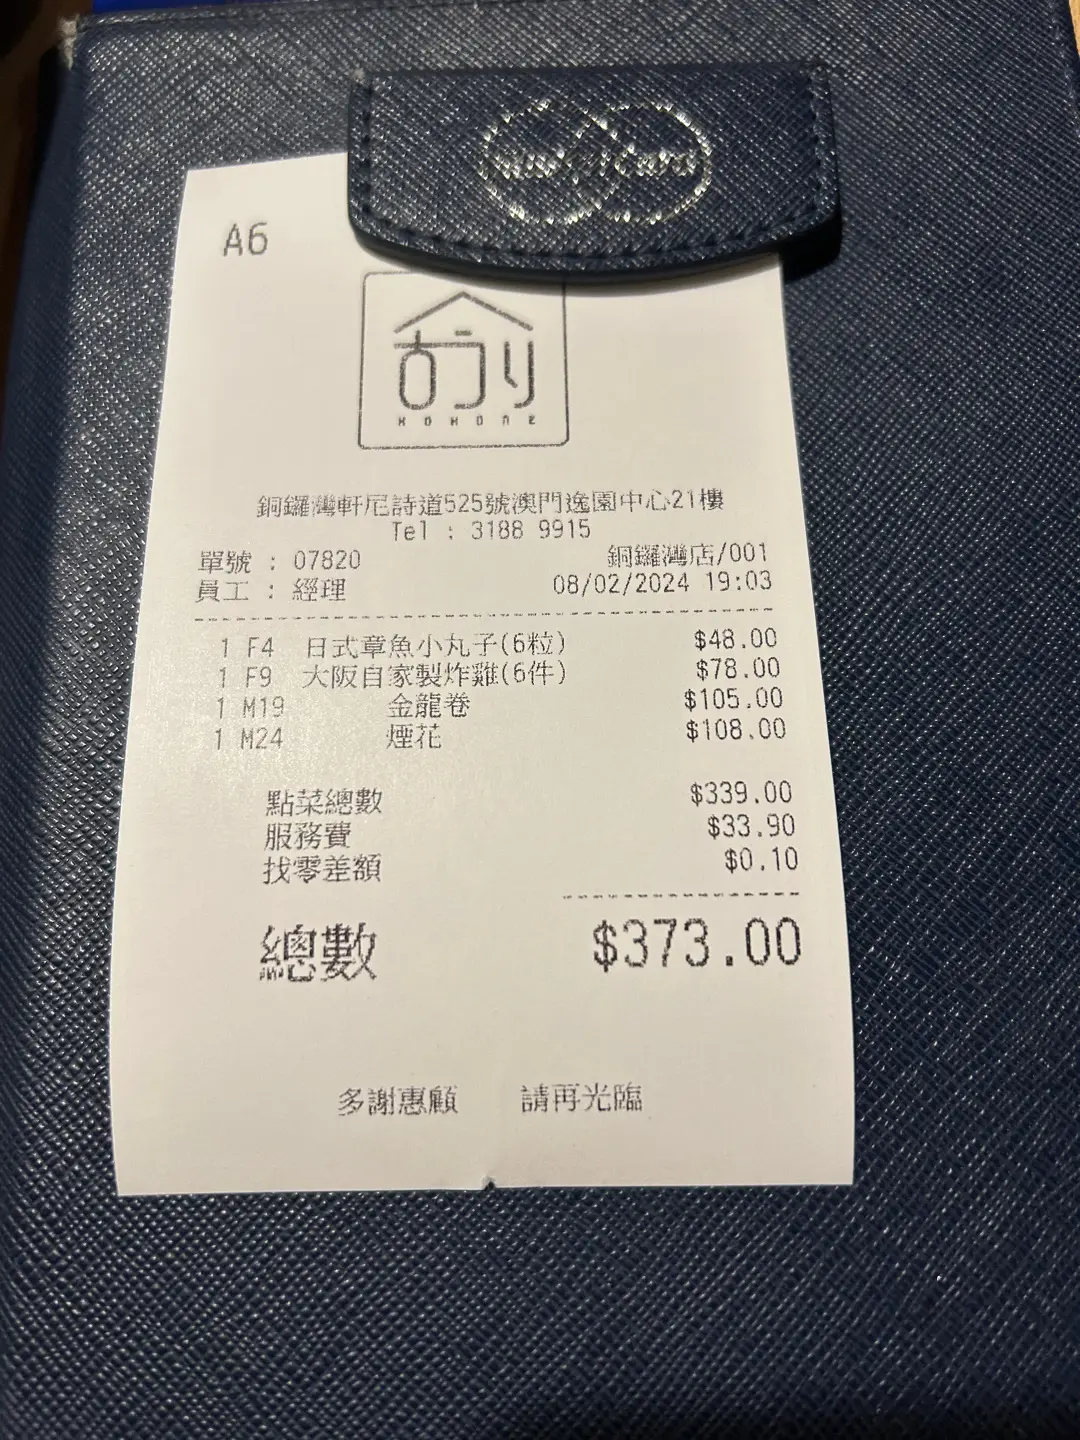 MasterCard
A6
KOHONE
銅鑼灣軒尼詩道525號澳門逸園中心21樓
Tel : 3188 9915
單號 : 07820 銅鑼灣店/001
員工 : 經理 08/02/2024 19:03
1 F4 日式章魚小丸子(6粒) $48.00
1 F9 大阪自家製炸雞(6件) $78.00
1 M19 金龍卷 $105.00
1 M24 煙花 $108.00
點菜總數 $339.00
服務費 $33.90
找零差額 $0.10
總數 $373.00
多謝惠顧 請再光臨